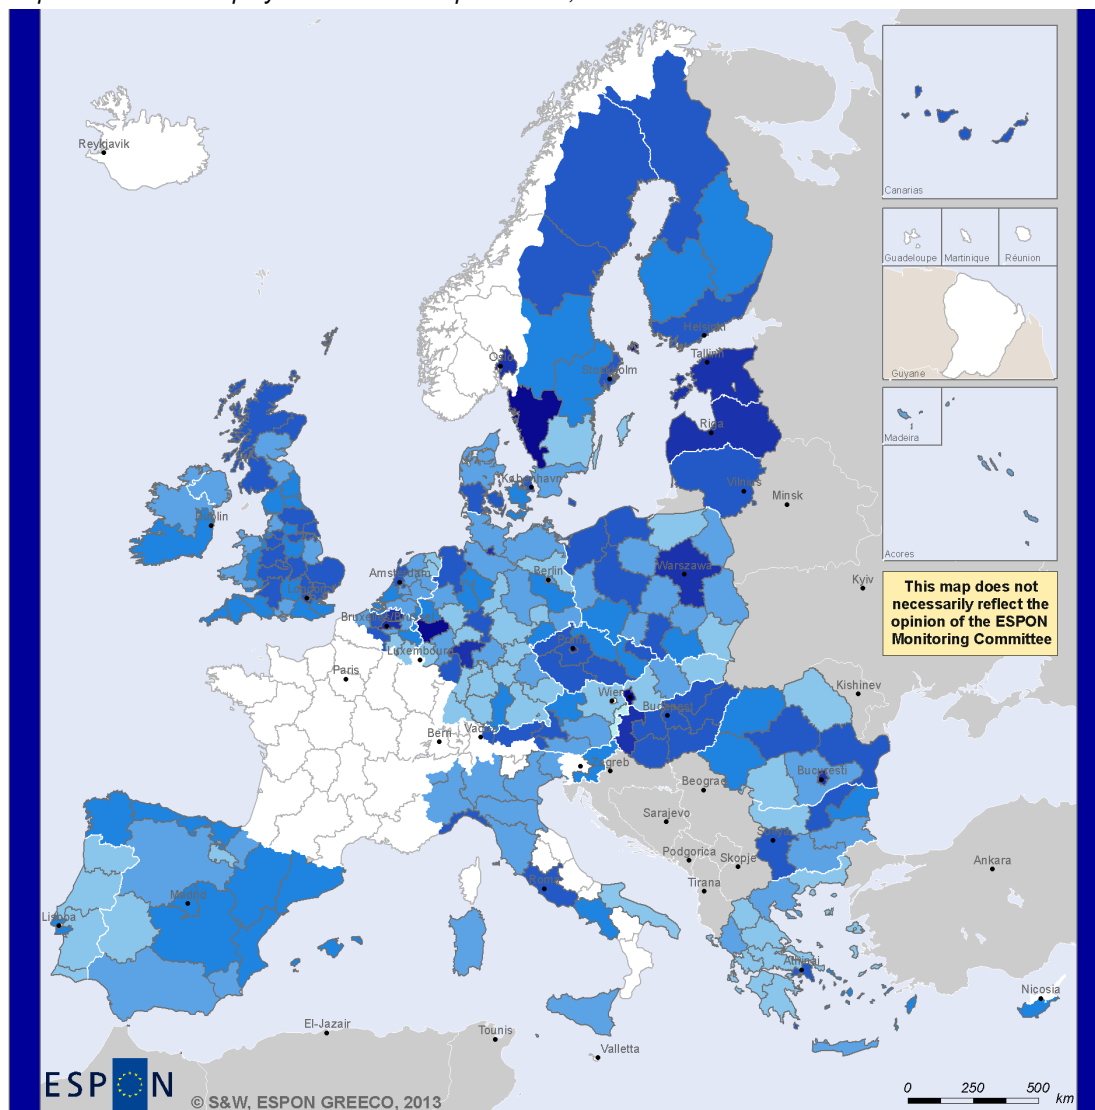 Reykjavik
Canarias
Guadeloupe
Martinique
Réunion
Guyane
Helsinki
Oslo
Tallinn
Stockholm
Riga
Madeira
København
Vilnius
Minsk
Dublin
Acores
Amsterdam
Berlin
Warszawa
Kyiv
This map does not
necessarily reflect the
opinion of the ESPON
Monitoring Committee
London
Luxembourg
Paris
Kishinev
Wien
Budapest
Bern
Zagreb
Bucuresti
Beograd
Sarajevo
Podgorica
Skopje
Ankara
Tirana
Roma
Madrid
Lisboa
Athinai
Nicosia
El-Jazair
Tounis
Valletta
ESPON
© S&W, ESPON GREECO, 2013
0 250 500
km